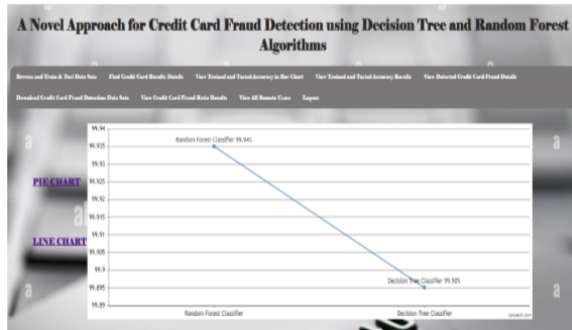 A Novel Approach for Credit Card Fraud Detection using Decision Tree and Random Forest
Algorithms
Browse and Train & Test Data Sets Find Credit Card Results Details View Trained and Tested Accuracy in Bar Chart View Trained and Tested Accuracy Results View Detected Credit Card Fraud Details
Download Credit Card Fraud Detection Data Sets View Credit Card Fraud Ratio Results View All Remote Users Logout
99.94
Random Forest Classifier 99.94%
99.935
99.93
PIE CHART
99.925
99.92
99.915
99.91
LINE CHART
99.905
99.9
Decision Tree Classifier 99.90%
99.895
99.89
Random Forest Classifier Decision Tree Classifier
a
a
a
a